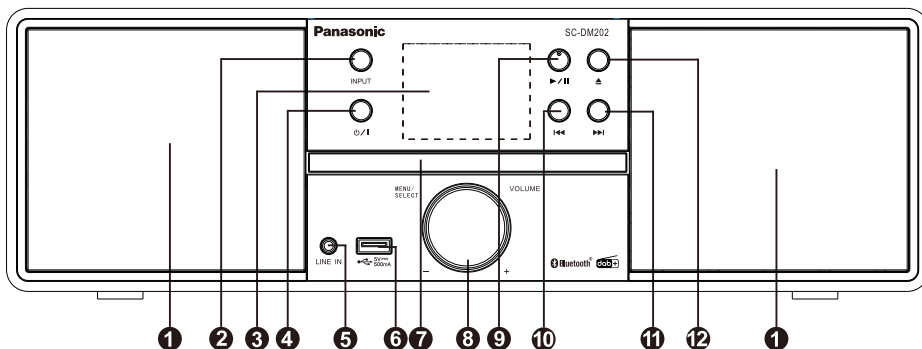 Panasonic
SC-DM202
INPUT
⏻/I
▶/❚❚
⏏
⏮
⏭
MENU/
SELECT
VOLUME
LINE IN
5V⎓
500mA
−
+
Bluetooth®
dab+
1 2 3 4 5 6 7 8 9 10 11 12 1